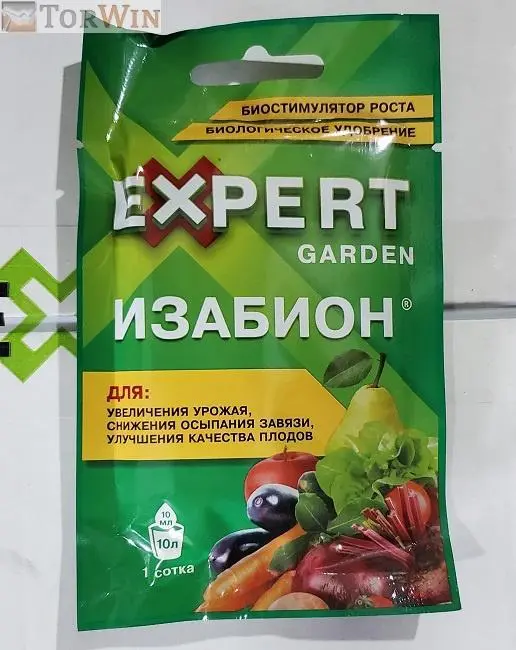 TorWin
БИОСТИМУЛЯТОР РОСТА
БИОЛОГИЧЕСКОЕ УДОБРЕНИЕ
EXPERT
GARDEN
ИЗАБИОН®
ДЛЯ:
УВЕЛИЧЕНИЯ УРОЖАЯ,
СНИЖЕНИЯ ОСЫПАНИЯ ЗАВЯЗИ,
УЛУЧШЕНИЯ КАЧЕСТВА ПЛОДОВ
10
МЛ
10л
1 сотка